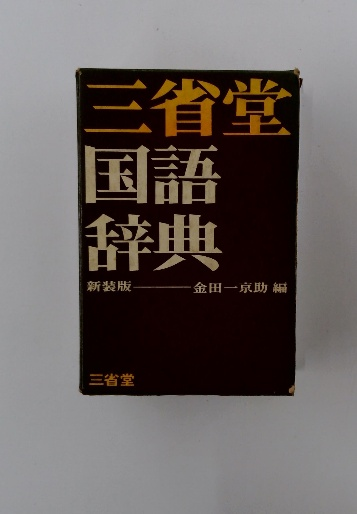 三省堂
国語
辞典
新装版――金田一京助 編
三省堂